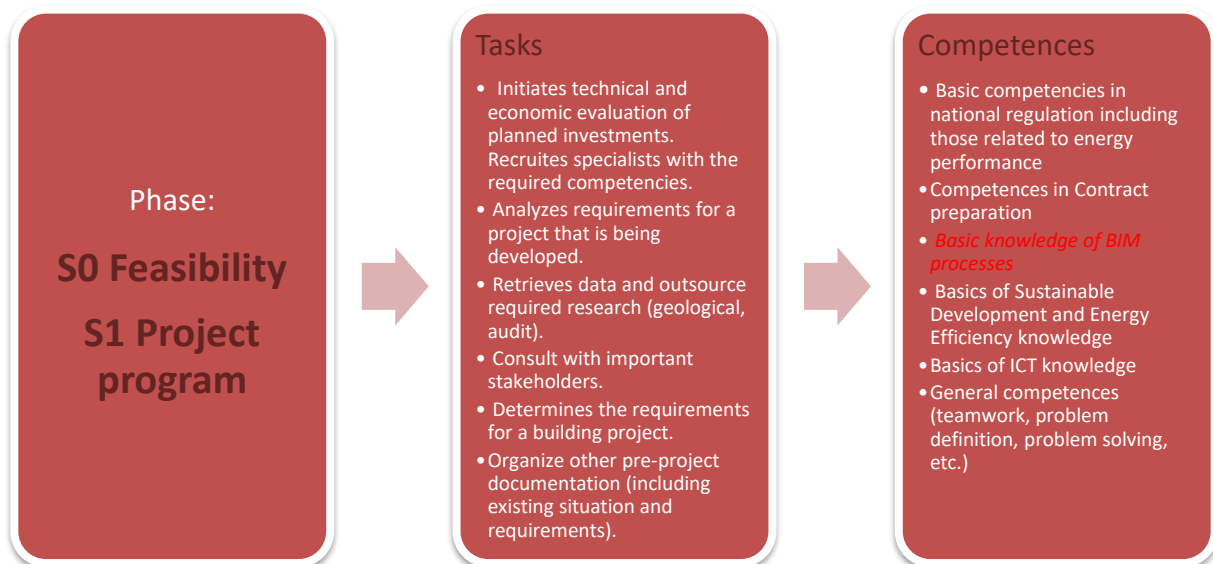 Phase:
S0 Feasibility
S1 Project
program
Tasks
• Initiates technical and
economic evaluation of
planned investments.
Recruites specialists with the
required competencies.
• Analyzes requirements for a
project that is being
developed.
• Retrieves data and outsource
required research (geological,
audit).
• Consult with important
stakeholders.
• Determines the requirements
for a building project.
•Organize other pre-project
documentation (including
existing situation and
requirements).
Competences
• Basic competencies in
national regulation including
those related to energy
performance
•Competences in Contract
preparation
• Basic knowledge of BIM
processes
• Basics of Sustainable
Development and Energy
Efficiency knowledge
•Basics of ICT knowledge
•General competences
(teamwork, problem
definition, problem solving,
etc.)